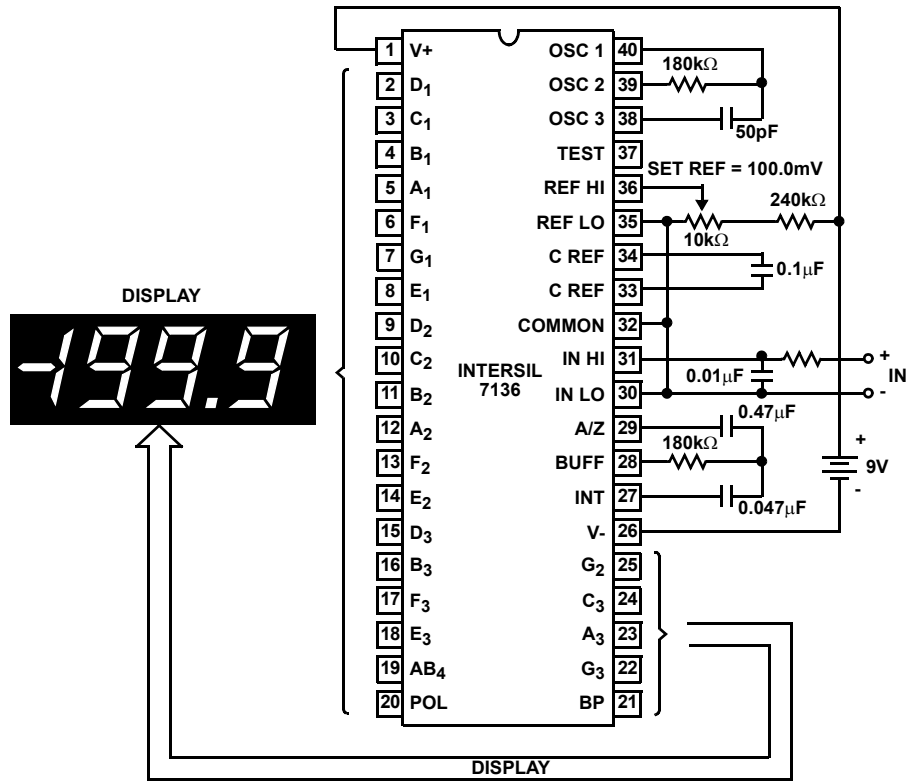 1 V+
2 D1
3 C1
4 B1
5 A1
6 F1
7 G1
8 E1
9 D2
10 C2
11 B2
12 A2
13 F2
14 E2
15 D3
16 B3
17 F3
18 E3
19 AB4
20 POL
INTERSIL
7136
OSC 1 40
OSC 2 39
OSC 3 38
TEST 37
REF HI 36
REF LO 35
C REF 34
C REF 33
COMMON 32
IN HI 31
IN LO 30
A/Z 29
BUFF 28
INT 27
V- 26
G2 25
C3 24
A3 23
G3 22
BP 21
180kΩ
50pF
SET REF = 100.0mV
240kΩ
10kΩ
0.1μF
0.01μF
+
IN
-
0.47μF
180kΩ
0.047μF
+
9V
-
DISPLAY
-199.9
DISPLAY